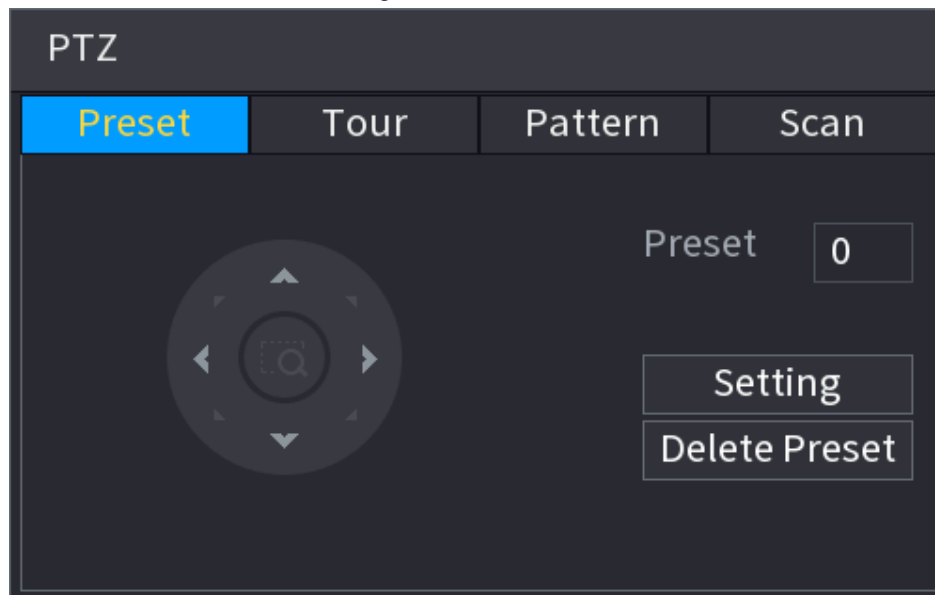 PTZ
Preset Tour Pattern Scan
Preset 0
Setting
Delete Preset